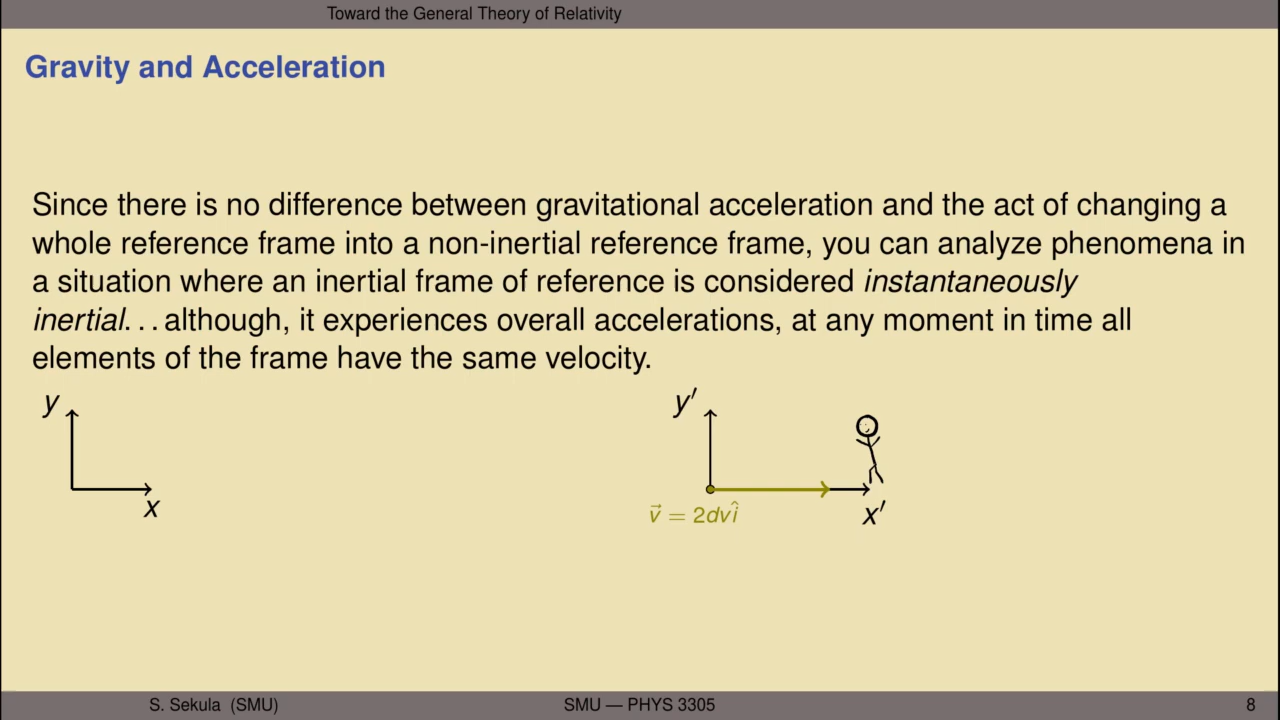 Toward the General Theory of Relativity
Gravity and Acceleration
Since there is no difference between gravitational acceleration and the act of changing a
whole reference frame into a non-inertial reference frame, you can analyze phenomena in
a situation where an inertial frame of reference is considered instantaneously
inertial. . . although, it experiences overall accelerations, at any moment in time all
elements of the frame have the same velocity.
y
x
y′
v⃗ = 2dvî
x′
S. Sekula (SMU)
SMU — PHYS 3305
8